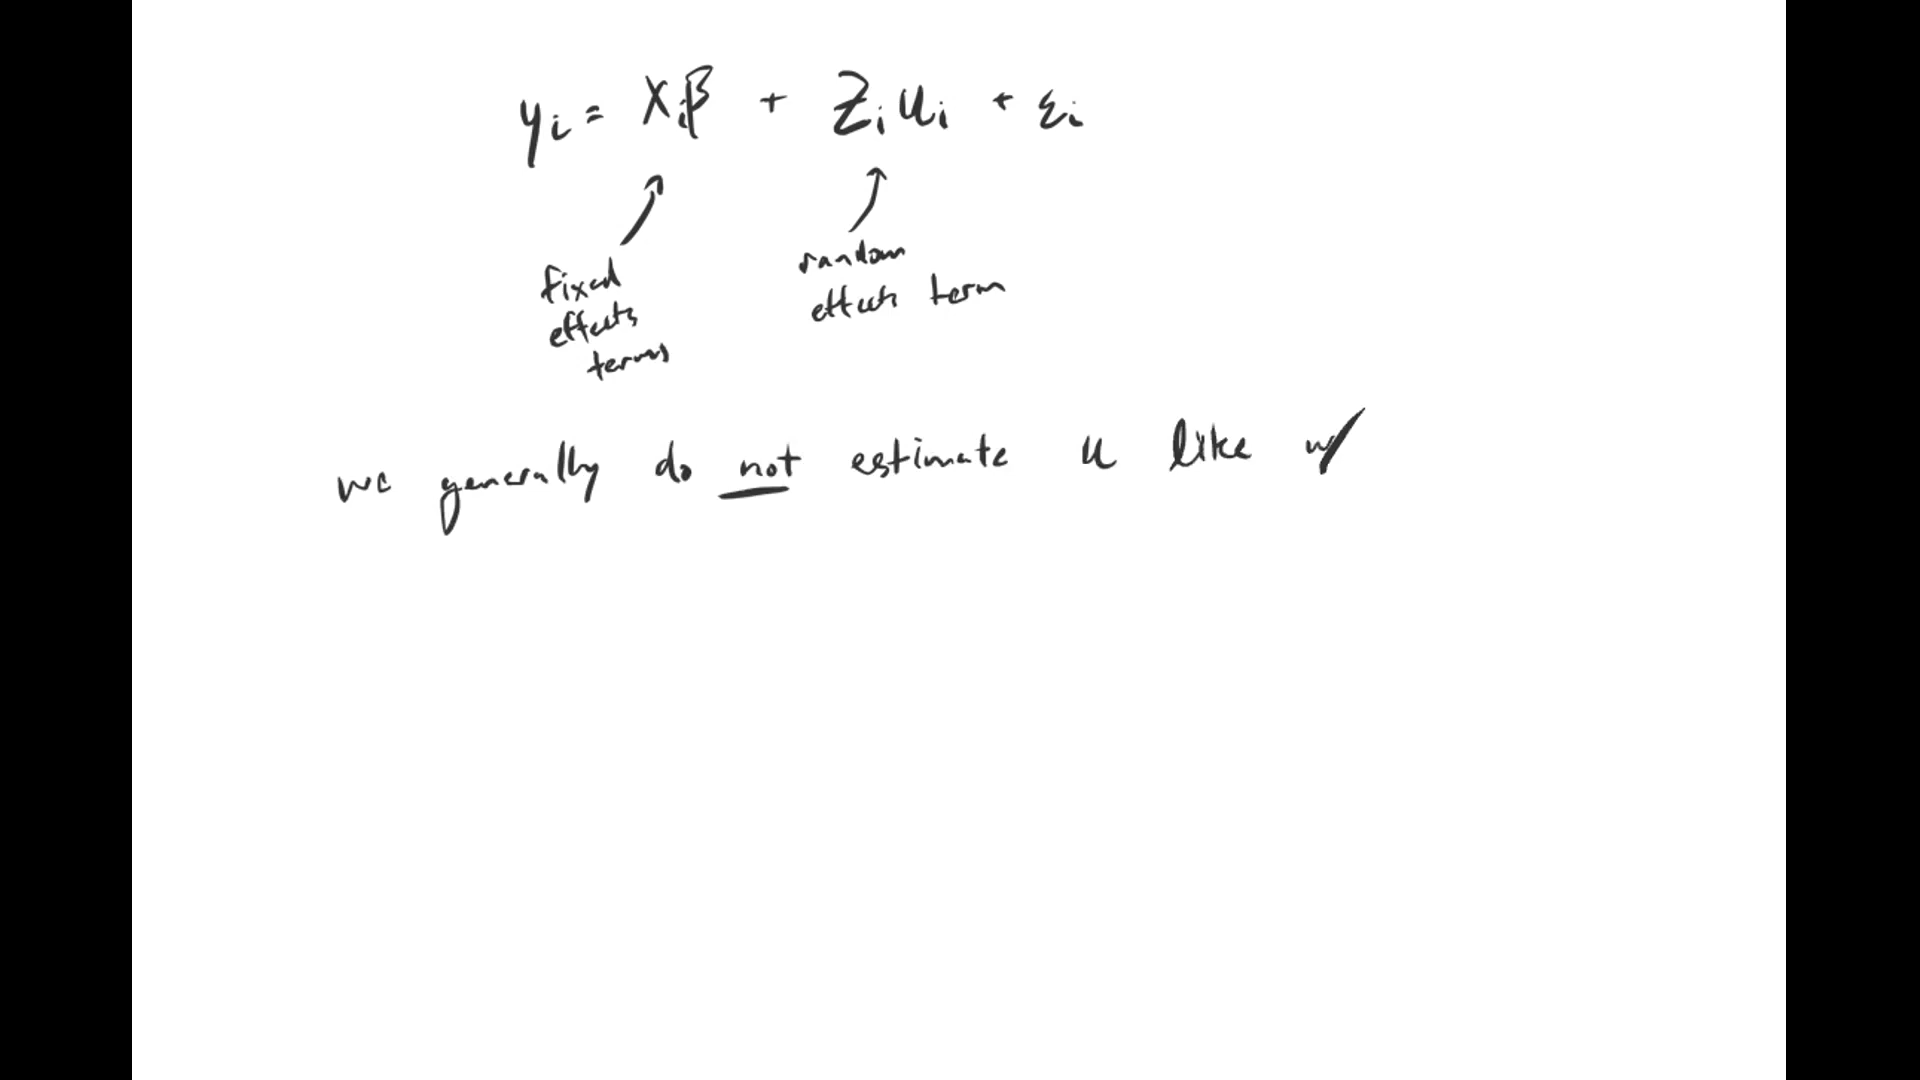 yᵢ = Xᵢβ + Zᵢuᵢ + εᵢ
fixed
effects
terms
random
effects term
we generally do not estimate u like w/